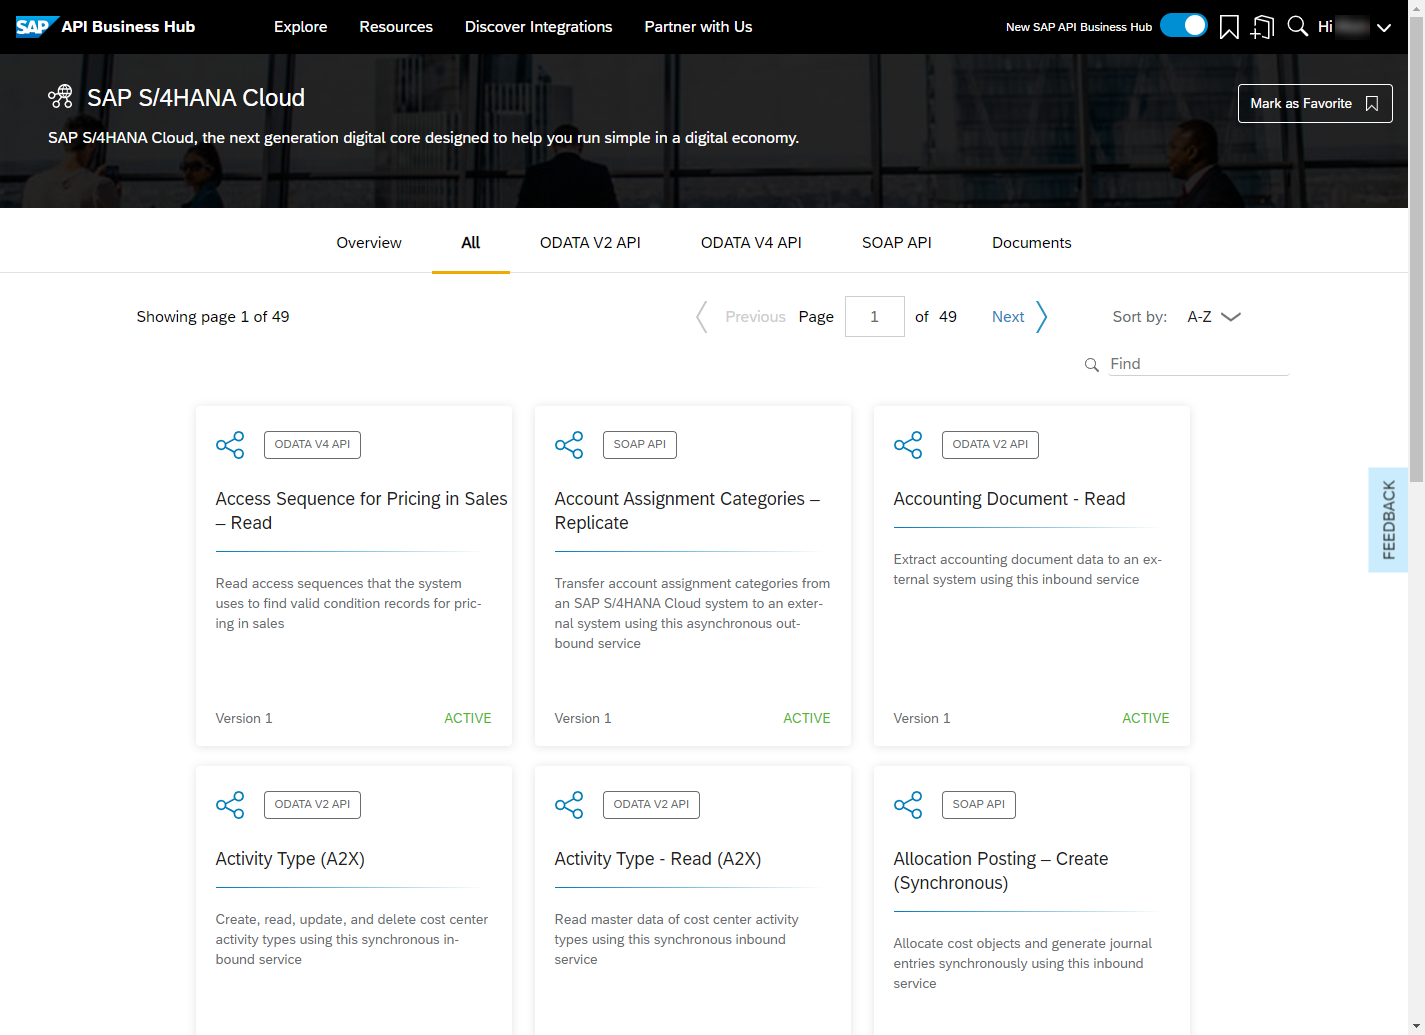 SAP API Business Hub Explore Resources Discover Integrations Partner with Us New SAP API Business Hub Hi
SAP S/4HANA Cloud
Mark as Favorite
SAP S/4HANA Cloud, the next generation digital core designed to help you run simple in a digital economy.
Overview All ODATA V2 API ODATA V4 API SOAP API Documents
Showing page 1 of 49 Previous Page 1 of 49 Next Sort by: A-Z
Find
ODATA V4 API
Access Sequence for Pricing in Sales
– Read
Read access sequences that the system
uses to find valid condition records for pric-
ing in sales
Version 1 ACTIVE
SOAP API
Account Assignment Categories –
Replicate
Transfer account assignment categories from
an SAP S/4HANA Cloud system to an exter-
nal system using this asynchronous out-
bound service
Version 1 ACTIVE
ODATA V2 API
Accounting Document - Read
Extract accounting document data to an ex-
ternal system using this inbound service
Version 1 ACTIVE
FEEDBACK
ODATA V2 API
Activity Type (A2X)
Create, read, update, and delete cost center
activity types using this synchronous in-
bound service
ODATA V2 API
Activity Type - Read (A2X)
Read master data of cost center activity
types using this synchronous inbound
service
SOAP API
Allocation Posting – Create
(Synchronous)
Allocate cost objects and generate journal
entries synchronously using this inbound
service